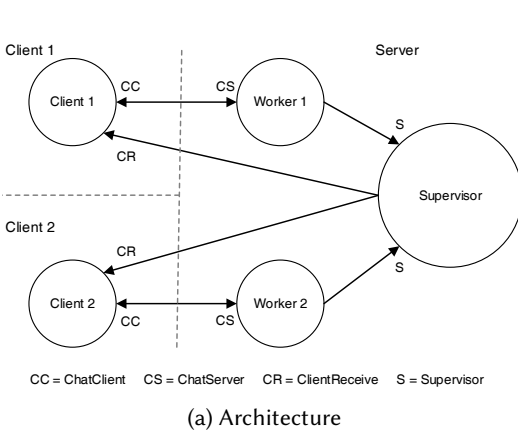 Client 1
Server
CC
CS
Client 1
Worker 1
S
CR
Supervisor
Client 2
CR
S
Client 2
Worker 2
CC
CS
CC = ChatClient CS = ChatServer CR = ClientReceive S = Supervisor
(a) Architecture